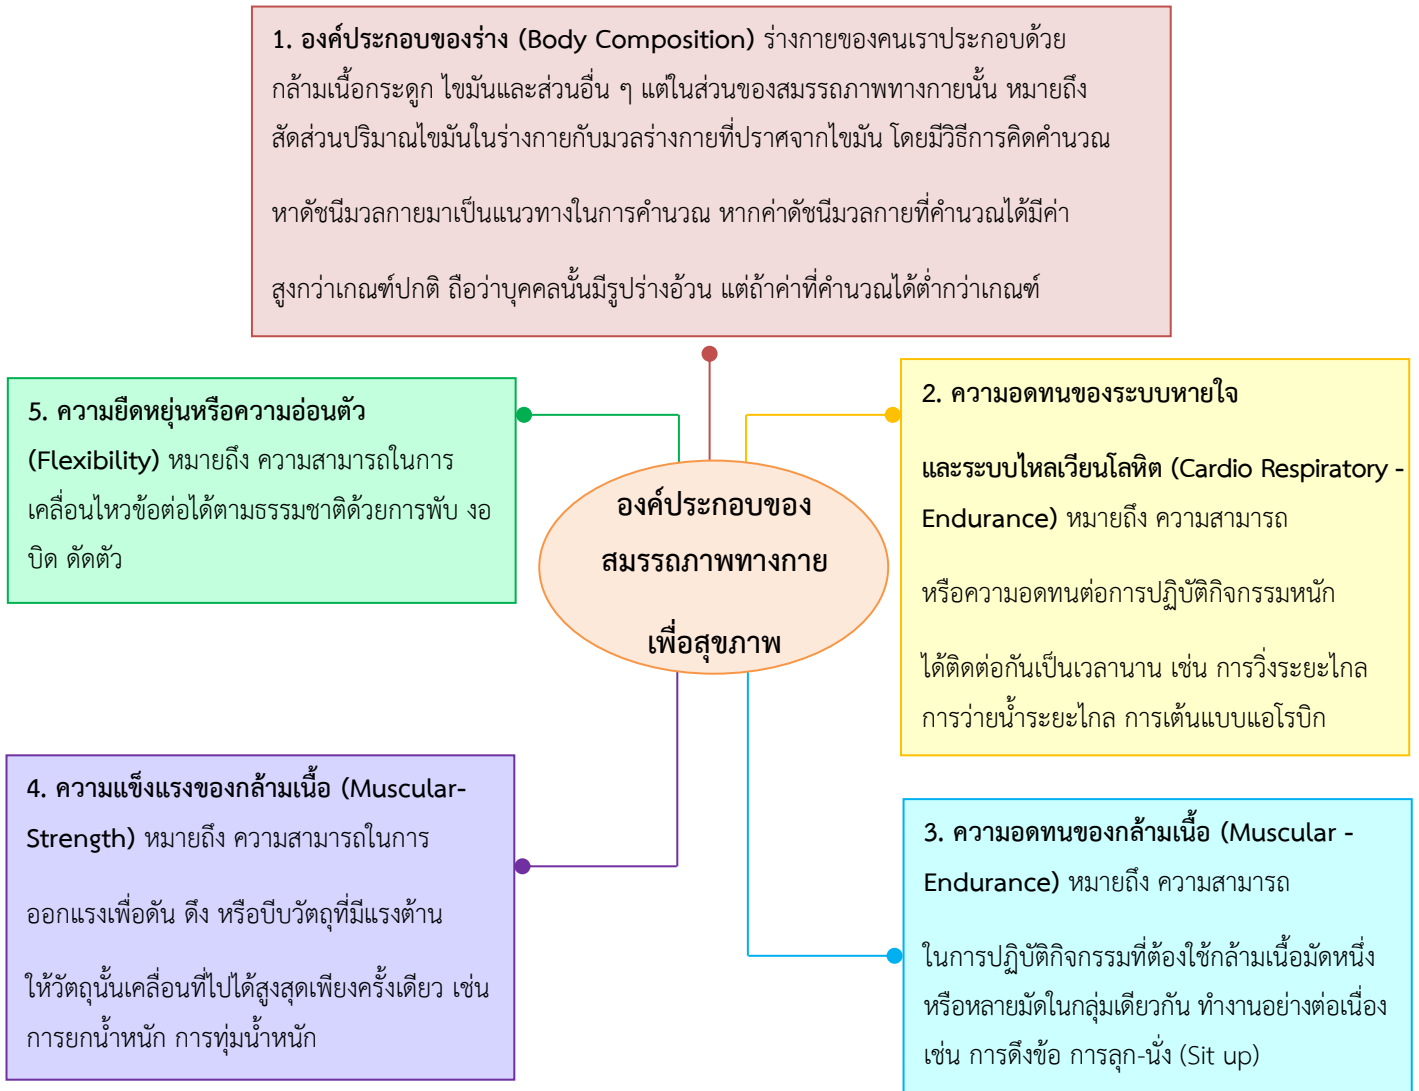 1. องค์ประกอบของร่าง (Body Composition) ร่างกายของคนเราประกอบด้วย
กล้ามเนื้อกระดูก ไขมันและส่วนอื่น ๆ แต่ในส่วนของสมรรถภาพทางกายนั้น หมายถึง
สัดส่วนปริมาณไขมันในร่างกายกับมวลร่างกายที่ปราศจากไขมัน โดยมีวิธีการคิดคำนวณ
หาดัชนีมวลกายมาเป็นแนวทางในการคำนวณ หากค่าดัชนีมวลกายที่คำนวณได้มีค่า
สูงกว่าเกณฑ์ปกติ ถือว่าบุคคลนั้นมีรูปร่างอ้วน แต่ถ้าค่าที่คำนวณได้ต่ำกว่าเกณฑ์
2. ความอดทนของระบบหายใจ
และระบบไหลเวียนโลหิต (Cardio Respiratory -
Endurance) หมายถึง ความสามารถ
หรือความอดทนต่อการปฏิบัติกิจกรรมหนัก
ได้ติดต่อกันเป็นเวลานาน เช่น การวิ่งระยะไกล
การว่ายน้ำระยะไกล การเต้นแบบแอโรบิก
5. ความยืดหยุ่นหรือความอ่อนตัว
(Flexibility) หมายถึง ความสามารถในการ
เคลื่อนไหวข้อต่อได้ตามธรรมชาติด้วยการพับ งอ
บิด ดัดตัว
องค์ประกอบของ
สมรรถภาพทางกาย
เพื่อสุขภาพ
4. ความแข็งแรงของกล้ามเนื้อ (Muscular-
Strength) หมายถึง ความสามารถในการ
ออกแรงเพื่อดัน ดึง หรือบีบวัตถุที่มีแรงต้าน
ให้วัตถุนั้นเคลื่อนที่ไปได้สูงสุดเพียงครั้งเดียว เช่น
การยกน้ำหนัก การทุ่มน้ำหนัก
3. ความอดทนของกล้ามเนื้อ (Muscular -
Endurance) หมายถึง ความสามารถ
ในการปฏิบัติกิจกรรมที่ต้องใช้กล้ามเนื้อมัดหนึ่ง
หรือหลายมัดในกลุ่มเดียวกัน ทำงานอย่างต่อเนื่อง
เช่น การดึงข้อ การลุก-นั่ง (Sit up)